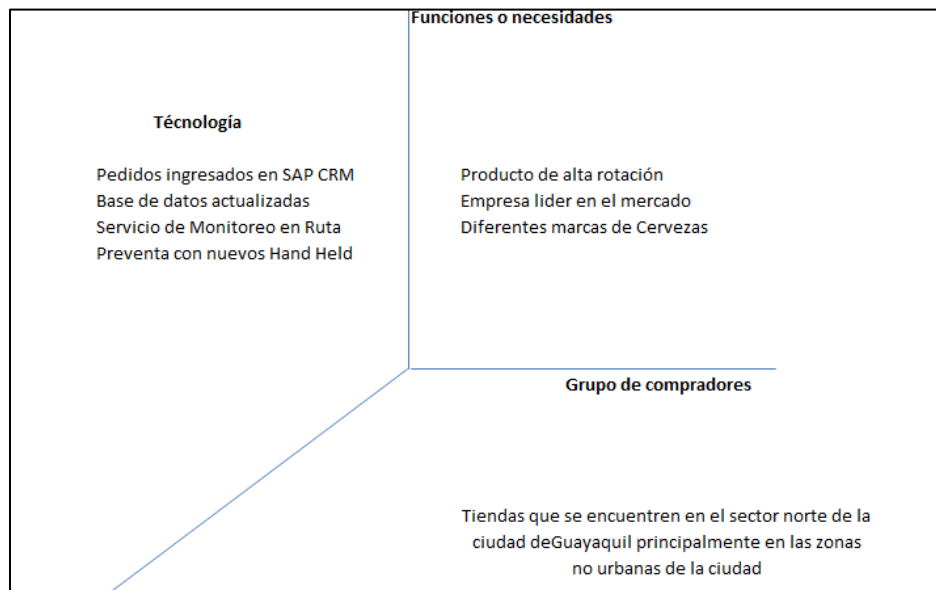 Funciones o necesidades
Técnología
Pedidos ingresados en SAP CRM
Base de datos actualizadas
Servicio de Monitoreo en Ruta
Preventa con nuevos Hand Held
Producto de alta rotación
Empresa lider en el mercado
Diferentes marcas de Cervezas
Grupo de compradores
Tiendas que se encuentren en el sector norte de la
ciudad deGuayaquil principalmente en las zonas
no urbanas de la ciudad